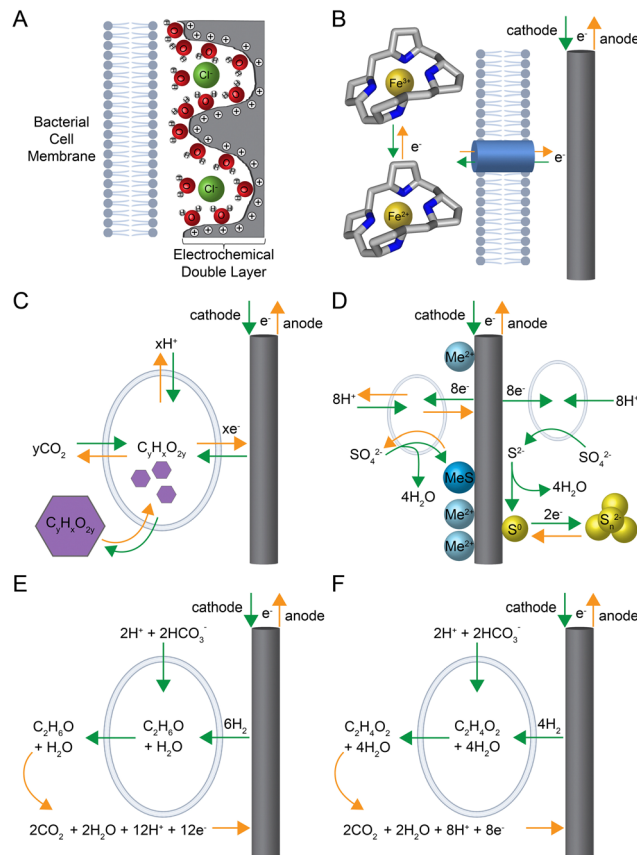 A
Bacterial
Cell
Membrane
Cl⁻
Cl⁻
Electrochemical
Double Layer
B
cathode
e⁻
anode
Fe³⁺
e⁻
Fe²⁺
e⁻
C
cathode
e⁻
anode
xH⁺
yCO₂
CᵧHₓO₂ᵧ
xe⁻
CᵧHₓO₂ᵧ
D
cathode
e⁻
anode
Me²⁺
8H⁺
8e⁻
8e⁻
8H⁺
SO₄²⁻
S²⁻
SO₄²⁻
MeS
4H₂O
4H₂O
Me²⁺
S⁰
2e⁻
Sₙ²⁻
Me²⁺
E
cathode
e⁻
anode
2H⁺ + 2HCO₃⁻
C₂H₆O
+ H₂O
C₂H₆O
+ H₂O
6H₂
2CO₂ + 2H₂O + 12H⁺ + 12e⁻
F
cathode
e⁻
anode
2H⁺ + 2HCO₃⁻
C₂H₄O₂
+ 4H₂O
C₂H₄O₂
+ 4H₂O
4H₂
2CO₂ + 2H₂O + 8H⁺ + 8e⁻